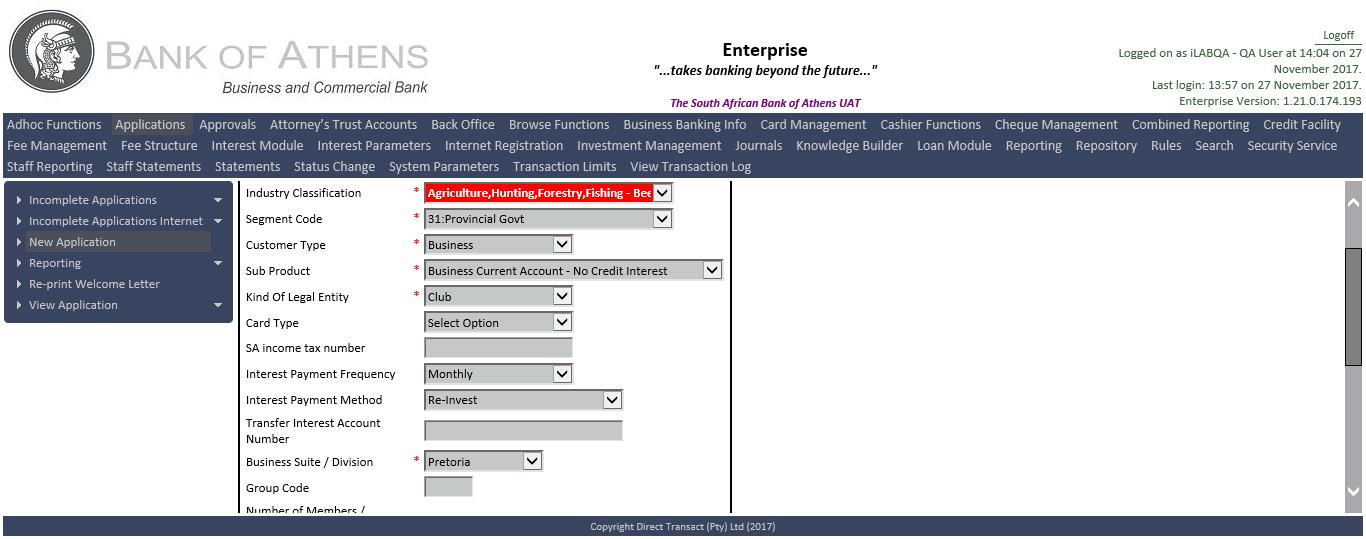 BANK OF ATHENS
Business and Commercial Bank
Enterprise
"...takes banking beyond the future..."
The South African Bank of Athens UAT
Logoff
Logged on as iLABQA - QA User at 14:04 on 27
November 2017.
Last login: 13:57 on 27 November 2017.
Enterprise Version: 1.21.0.174.193
Adhoc Functions Applications Approvals Attorney's Trust Accounts Back Office Browse Functions Business Banking Info Card Management Cashier Functions Cheque Management Combined Reporting Credit Facility
Fee Management Fee Structure Interest Module Interest Parameters Internet Registration Investment Management Journals Knowledge Builder Loan Module Reporting Repository Rules Search Security Service
Staff Reporting Staff Statements Statements Status Change System Parameters Transaction Limits View Transaction Log
Incomplete Applications
Incomplete Applications Internet
New Application
Reporting
Re-print Welcome Letter
View Application
Industry Classification * Agriculture,Hunting,Forestry,Fishing - Bee
Segment Code * 31:Provincial Govt
Customer Type * Business
Sub Product * Business Current Account - No Credit Interest
Kind Of Legal Entity * Club
Card Type Select Option
SA income tax number
Interest Payment Frequency Monthly
Interest Payment Method Re-Invest
Transfer Interest Account
Number
Business Suite / Division * Pretoria
Group Code
Number of Members /
Copyright Direct Transact (Pty) Ltd (2017)